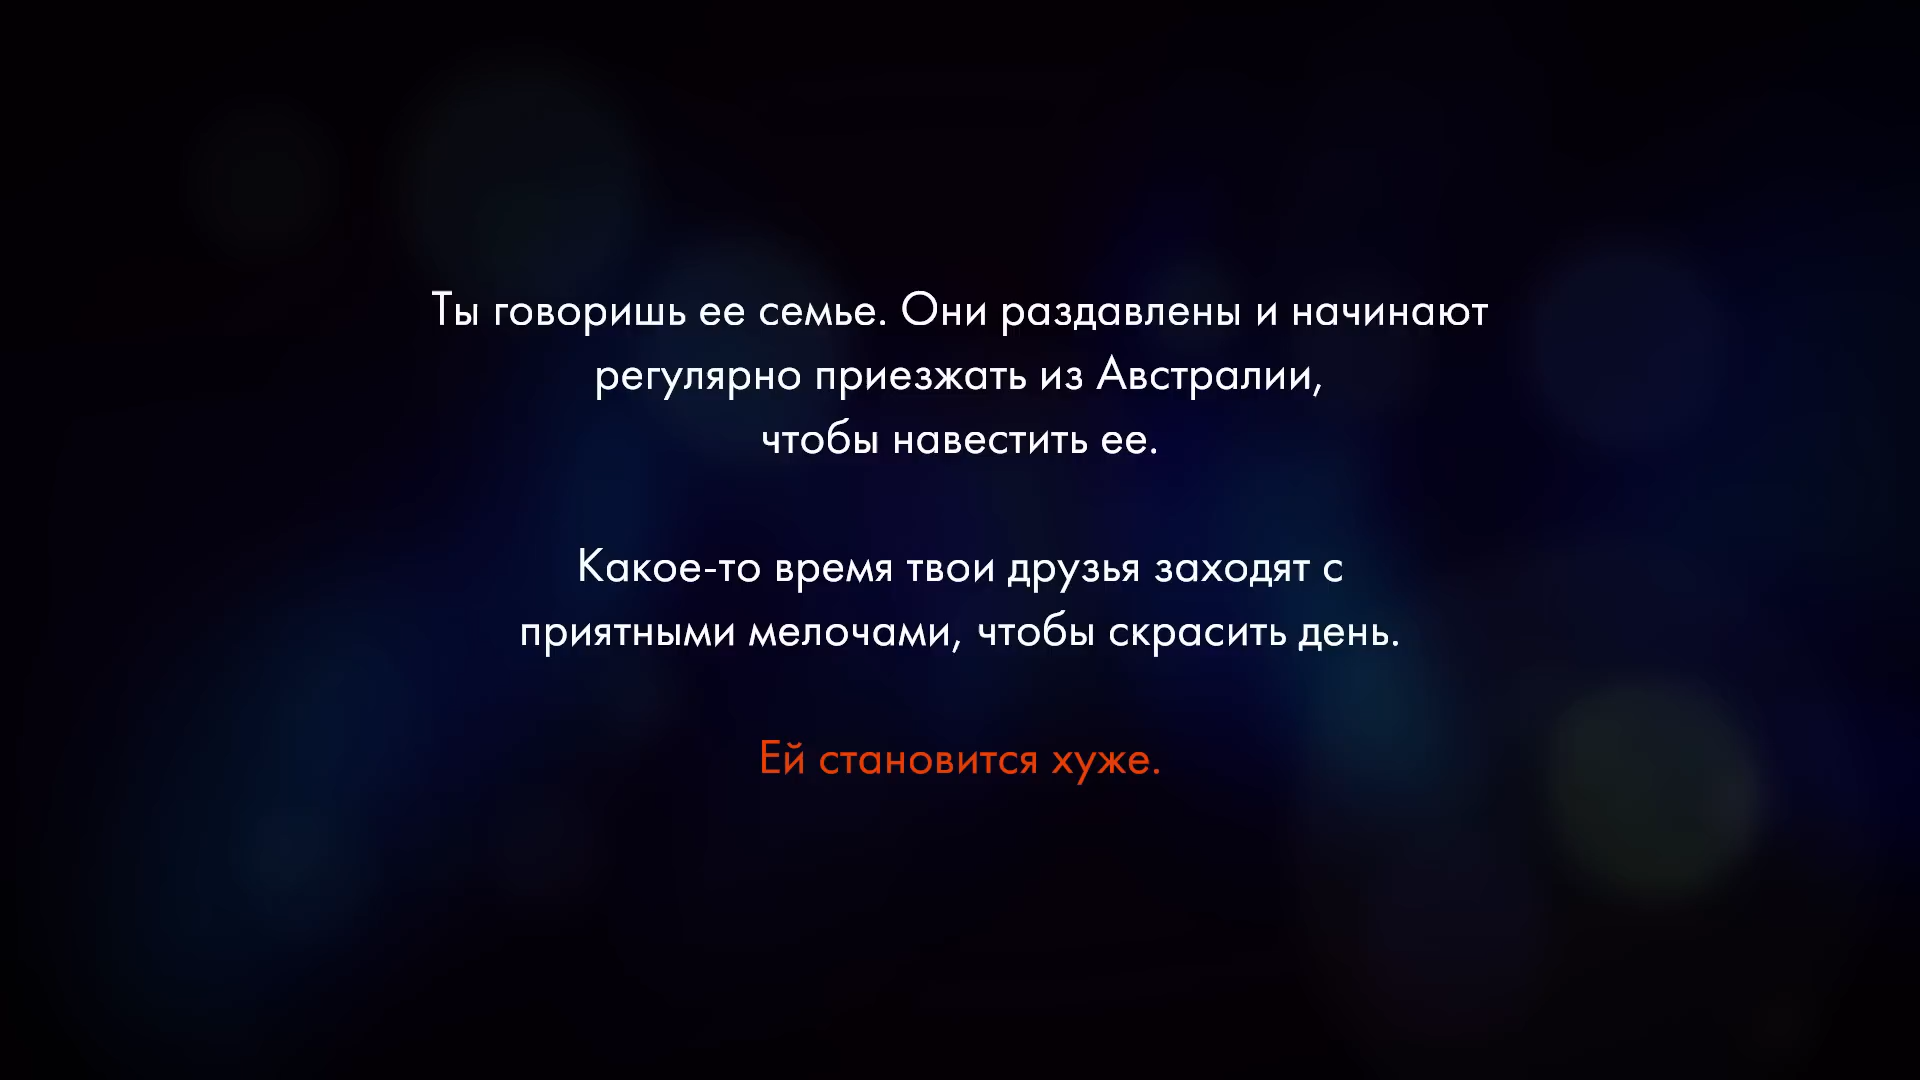 Ты говоришь ее семье. Они раздавлены и начинают
регулярно приезжать из Австралии,
чтобы навестить ее.
Какое-то время твои друзья заходят с
приятными мелочами, чтобы скрасить день.
Ей становится хуже.